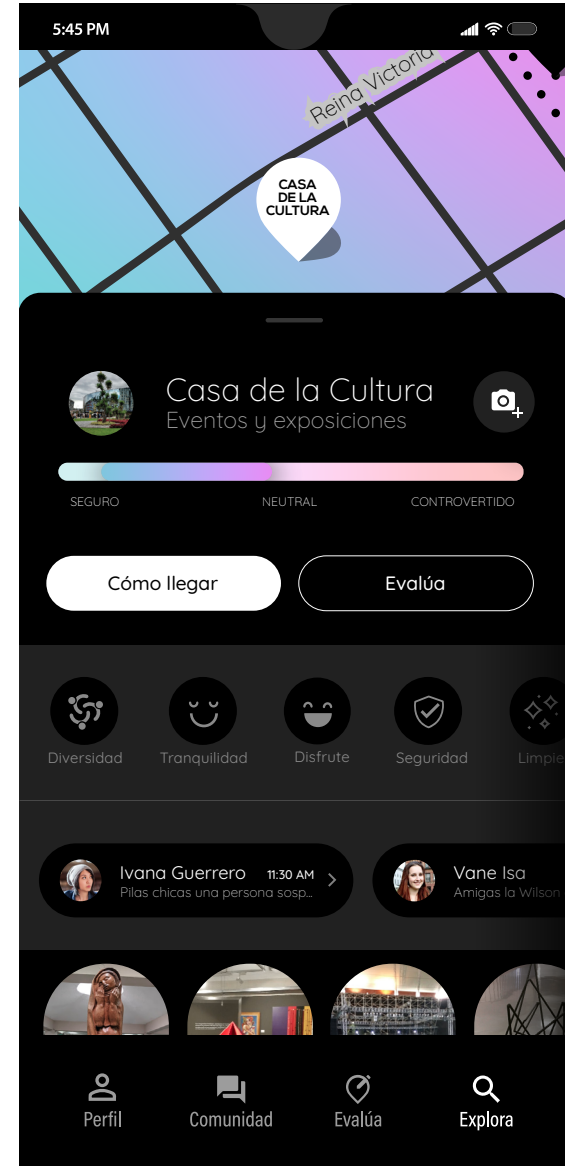 5:45 PM
Reina Victoria
CASA
DE LA
CULTURA
Casa de la Cultura
Eventos y exposiciones
SEGURO NEUTRAL CONTROVERTIDO
Cómo llegar Evalúa
Diversidad Tranquilidad Disfrute Seguridad Limpie
Ivana Guerrero 11:30 AM Vane Isa
Pilas chicas una persona sosp... Amigas la Wilson
Perfil Comunidad Evalúa Explora